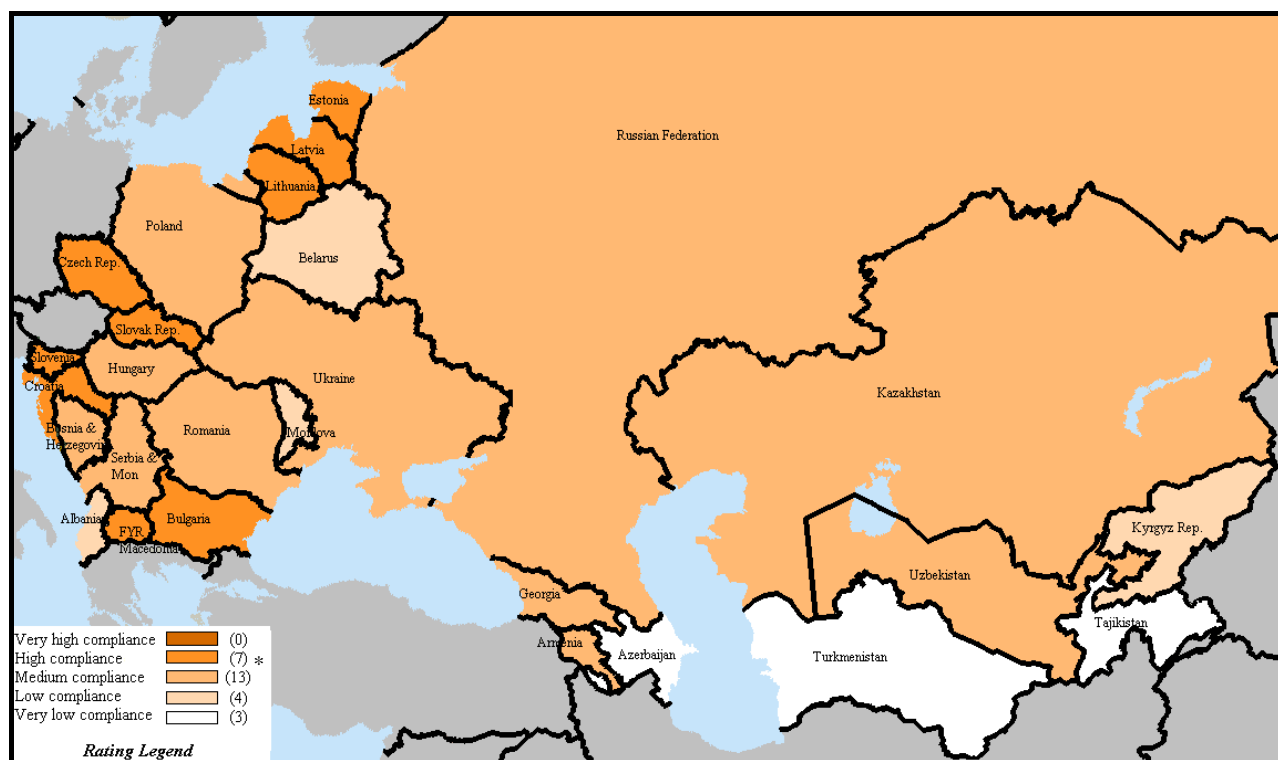 Estonia
Russian Federation
Latvia
Lithuania
Poland
Belarus
Czech Rep.
Slovak Rep.
Slovenia
Hungary
Ukraine
Croatia
Kazakhstan
Bosnia &
Herzegovin
Romania
Moldova
Serbia &
Mon
Albania
FYR
Macedonia
Bulgaria
Kyrgyz Rep.
Uzbekistan
Georgia
Tajikistan
Armenia
Azerbaijan
Turkmenistan
Very high compliance (0)
High compliance (7) *
Medium compliance (13)
Low compliance (4)
Very low compliance (3)
Rating Legend